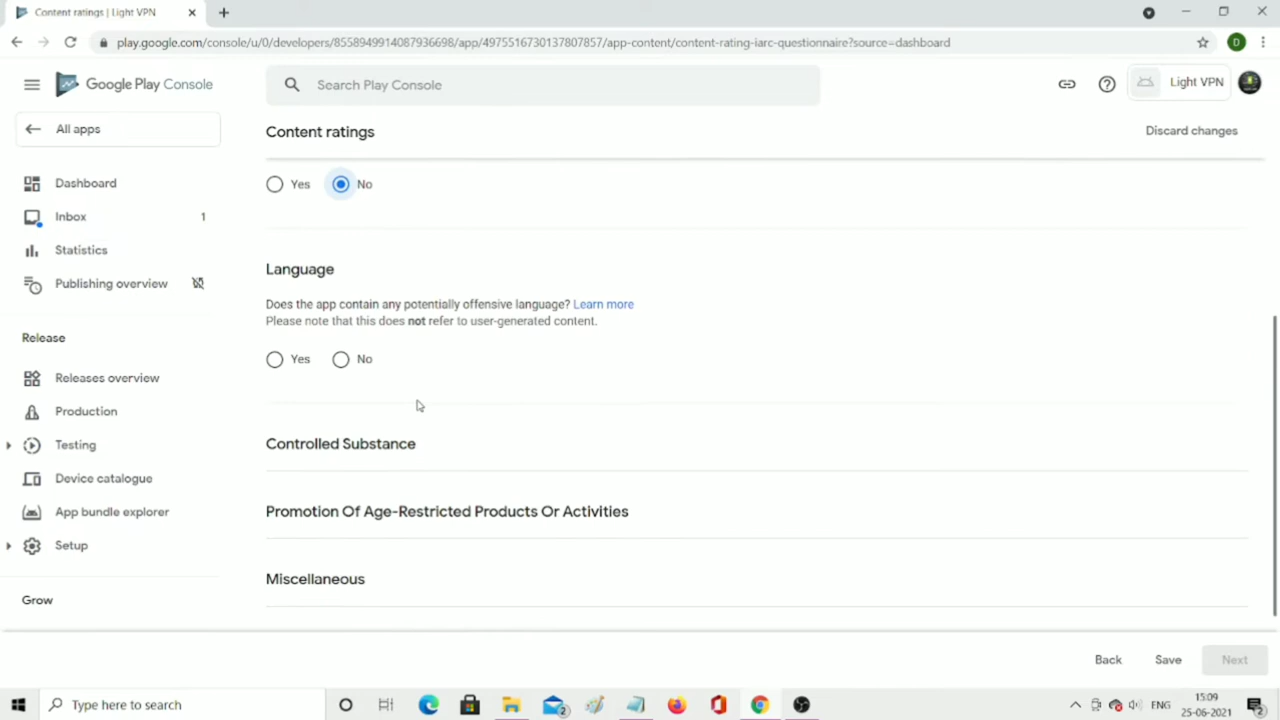 Content ratings | Light VPN
play.google.com/console/u/0/developers/8558949914087936698/app/4975516730137807857/app-content/content-rating-iarc-questionnaire?source=dashboard
D
Google Play Console
Search Play Console
Light VPN
All apps
Content ratings
Discard changes
Yes
No
Dashboard
Inbox
1
Statistics
Publishing overview
Release
Releases overview
Production
Testing
Device catalogue
App bundle explorer
Setup
Grow
Language
Does the app contain any potentially offensive language? Learn more
Please note that this does not refer to user-generated content.
Yes
No
Controlled Substance
Promotion Of Age-Restricted Products Or Activities
Miscellaneous
Back
Save
Next
Type here to search
2
ENG
15:09
25-06-2021
2